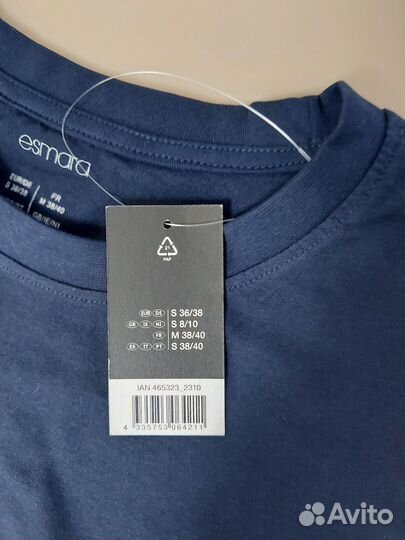 esmara
EUR/DE FR
S 36/38 M 38/40
GB/IE/NI
21
PAP
EUR DE S 36/38
GB IE NI S 8/10
FR M 38/40
ES IT PT S 38/40
IAN 465323_2310
4 335753 064211
Avito